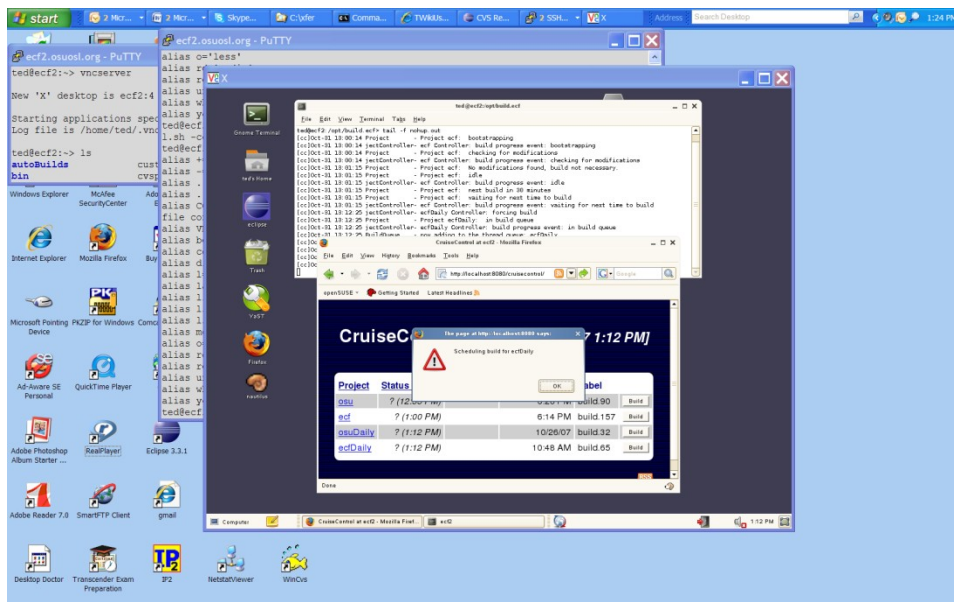 start
2 Micr...
2 Micr...
Skype...
C:\xfer
Comma...
TWikiUs...
CVS Re...
2 SSH...
X
Address
Search Desktop
1:24 PM
ecf2.osuosl.org - PuTTY
alias o='less'
ecf2.osuosl.org - PuTTY
ted@ecf2:~> vncserver
New 'X' desktop is ecf2:4
Starting applications spec
Log file is /home/ted/.vnc
ted@ecf2:~> ls
autoBuilds cust
bin cvsp
X
Gnome Terminal
ted's Home
eclipse
Trash
YaST
Firefox
nautilus
ted@ecf2:/opt/build.ecf
File Edit View Terminal Tabs Help
ted@ecf2:/opt/build.ecf> tail -f nohup.out
[cc]Oct-31 13:00:14 Project - Project ecf: bootstrapping
[cc]Oct-31 13:00:14 jectController- ecf Controller: build progress event: bootstrapping
[cc]Oct-31 13:00:14 Project - Project ecf: checking for modifications
[cc]Oct-31 13:00:14 jectController- ecf Controller: build progress event: checking for modifications
[cc]Oct-31 13:01:15 Project - Project ecf: No modifications found, build not necessary.
[cc]Oct-31 13:01:15 Project - Project ecf: idle
[cc]Oct-31 13:01:15 jectController- ecf Controller: build progress event: idle
[cc]Oct-31 13:01:15 Project - Project ecf: next build in 30 minutes
[cc]Oct-31 13:01:15 Project - Project ecf: waiting for next time to build
[cc]Oct-31 13:01:15 jectController- ecf Controller: build progress event: waiting for next time to build
[cc]Oct-31 13:12:25 jectController- ecfDaily Controller: forcing build
[cc]Oct-31 13:12:25 Project - Project ecfDaily: in build queue
[cc]Oct-31 13:12:25 jectController- ecfDaily Controller: build progress event: in build queue
[cc]Oct-31 13:12:25 BuildQueue - now adding to the thread queue: ecfDaily
CruiseControl at ecf2 - Mozilla Firefox
File Edit View History Bookmarks Tools Help
http://localhost:8080/cruisecontrol/
Google
openSUSE Getting Started Latest Headlines
CruiseC
7 1:12 PM]
The page at http://localhost:8080 says:
Scheduling build for ecfDaily
OK
Project Status abel
osu build.90 Build
ecf ? (1:00 PM) 6:14 PM build.157 Build
osuDaily ? (1:12 PM) 10/26/07 build.32 Build
ecfDaily ? (1:12 PM) 10:48 AM build.65 Build
Done
Computer
CruiseControl at ecf2 - Mozilla Firef...
ecf2
1:12 PM
Windows Explorer
McAfee SecurityCenter
Internet Explorer
Mozilla Firefox
Buy
Microsoft Pointing Device
PKZIP for Windows
Ad-Aware SE Personal
QuickTime Player
Adobe Photoshop Album Starter ...
RealPlayer
Eclipse 3.3.1
Adobe Reader 7.0
SmartFTP Client
gmail
Desktop Doctor
Transcender Exam Preparation
IP2
NetstatViewer
WinCvs